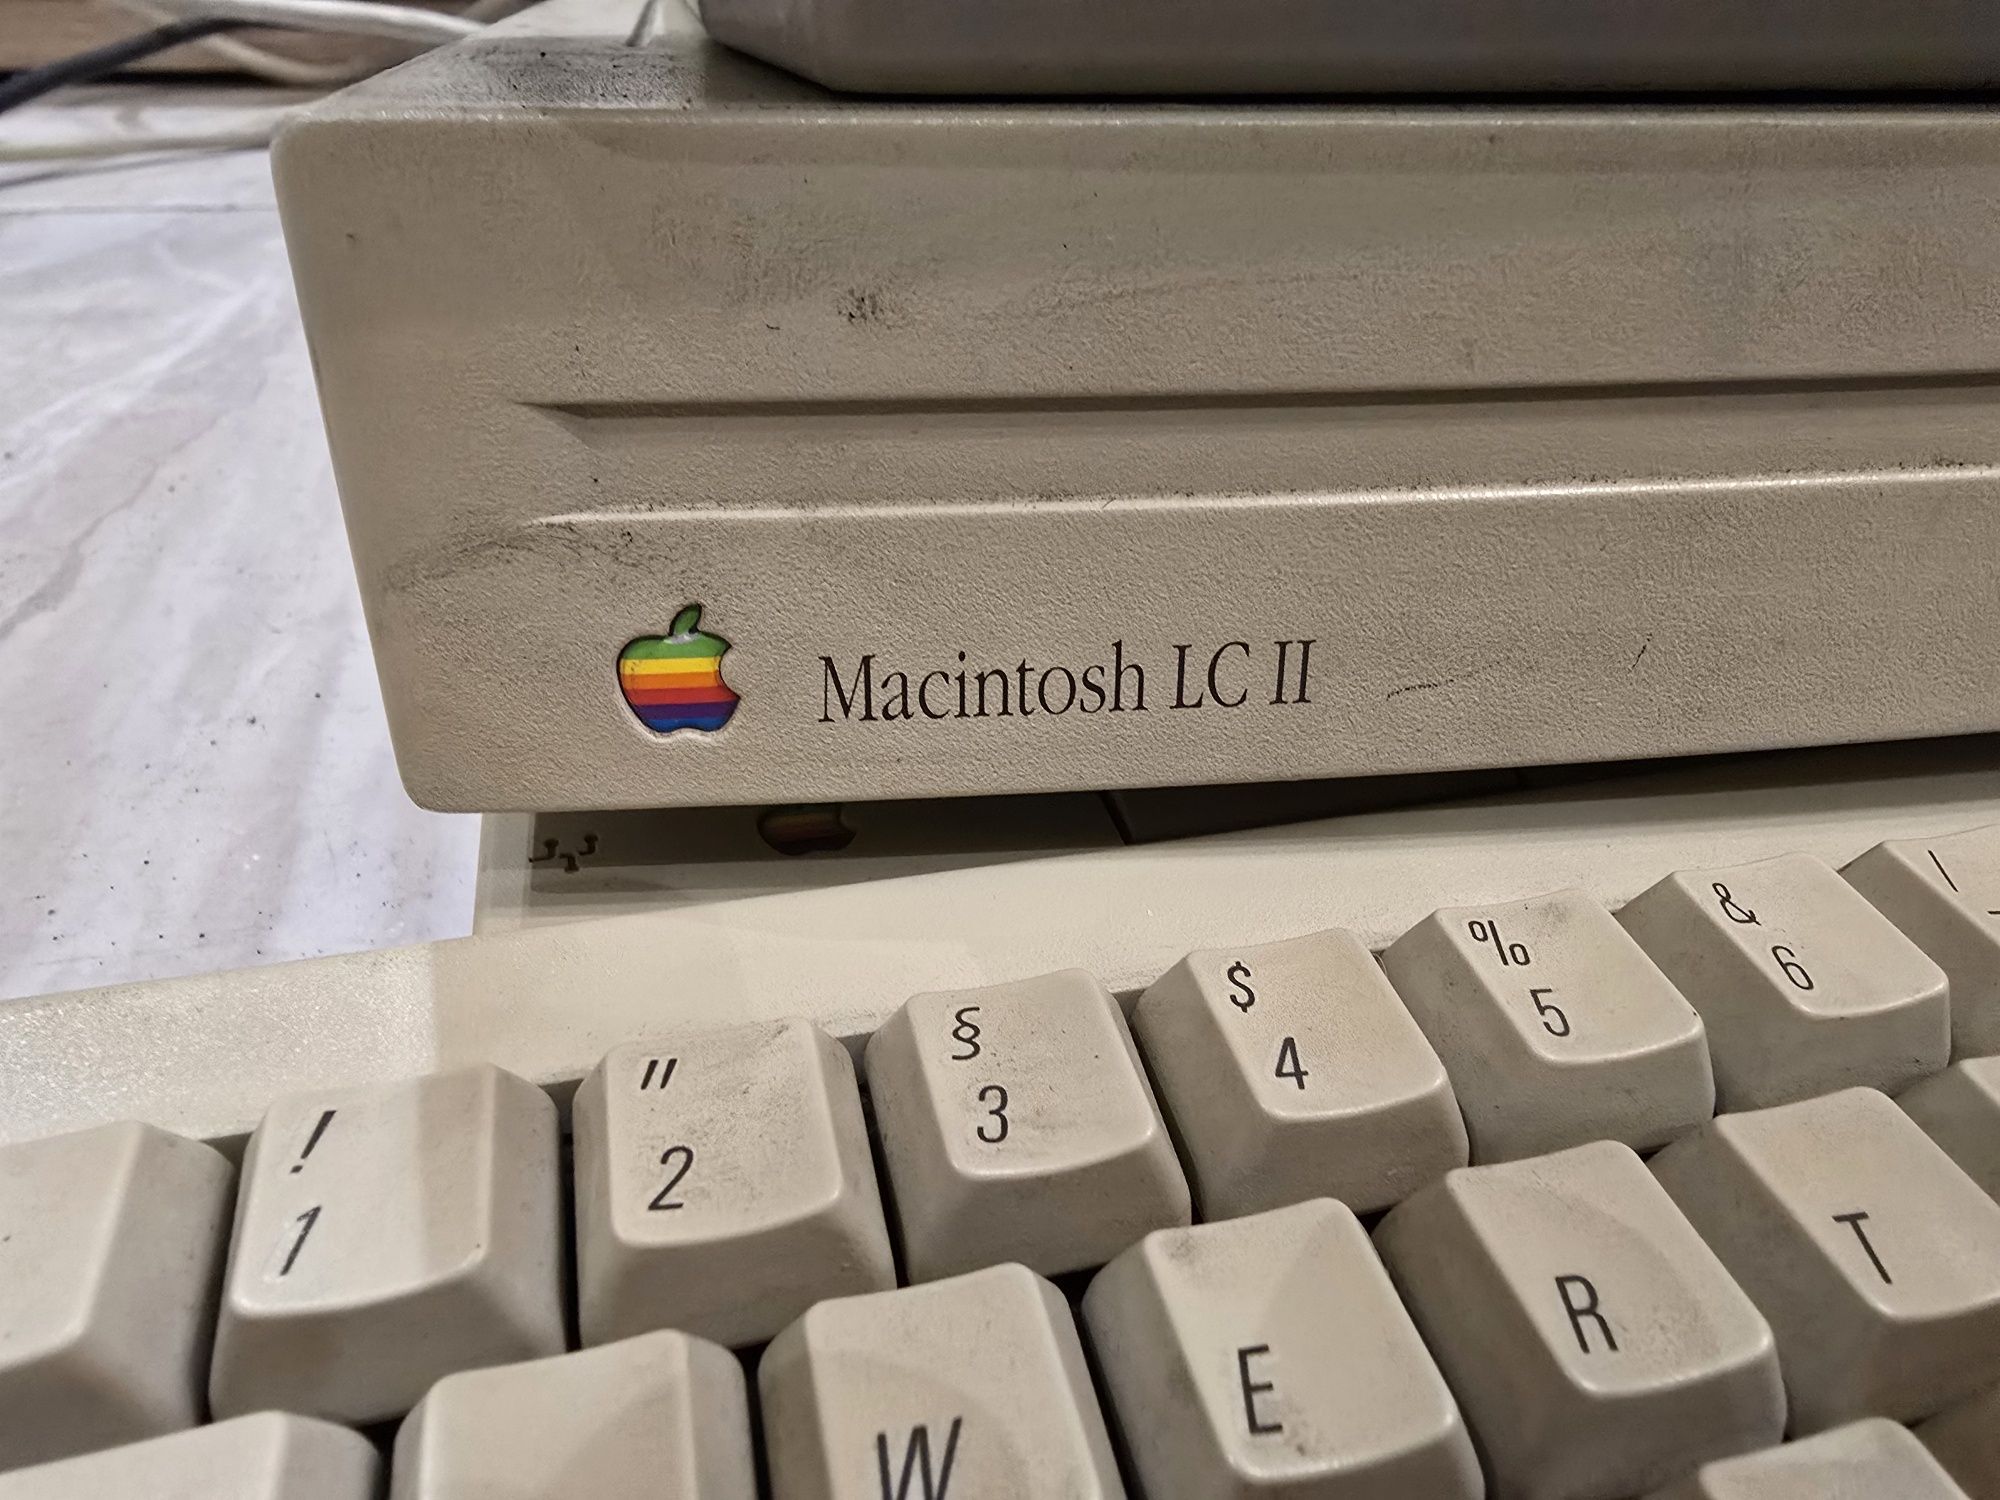 Macintosh LC II
! " § $ % &
1 2 3 4 5 6
W E R T